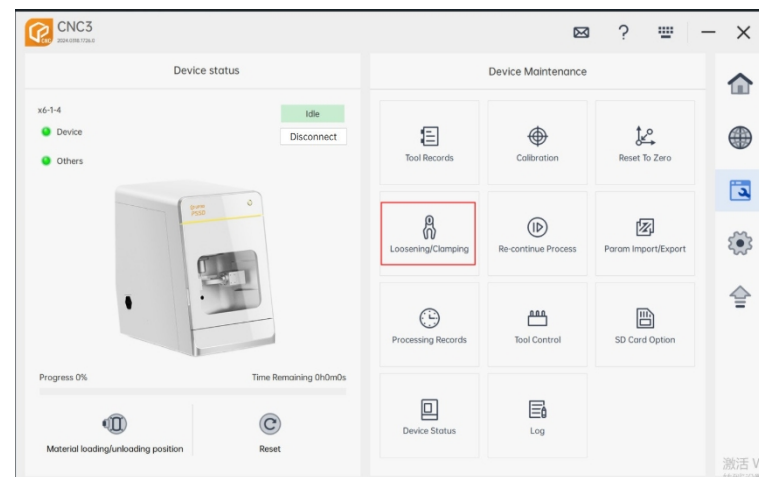 CNC3
Device status
Device Maintenance
x6-1-4
Idle
Device
Disconnect
Others
Tool Records
Calibration
Reset To Zero
Loosening/Clamping
Re-continue Process
Param Import/Export
Processing Records
Tool Control
SD Card Option
Progress 0%
Time Remaining 0h0m0s
Device Status
Log
Material loading/unloading position
Reset
激活 V